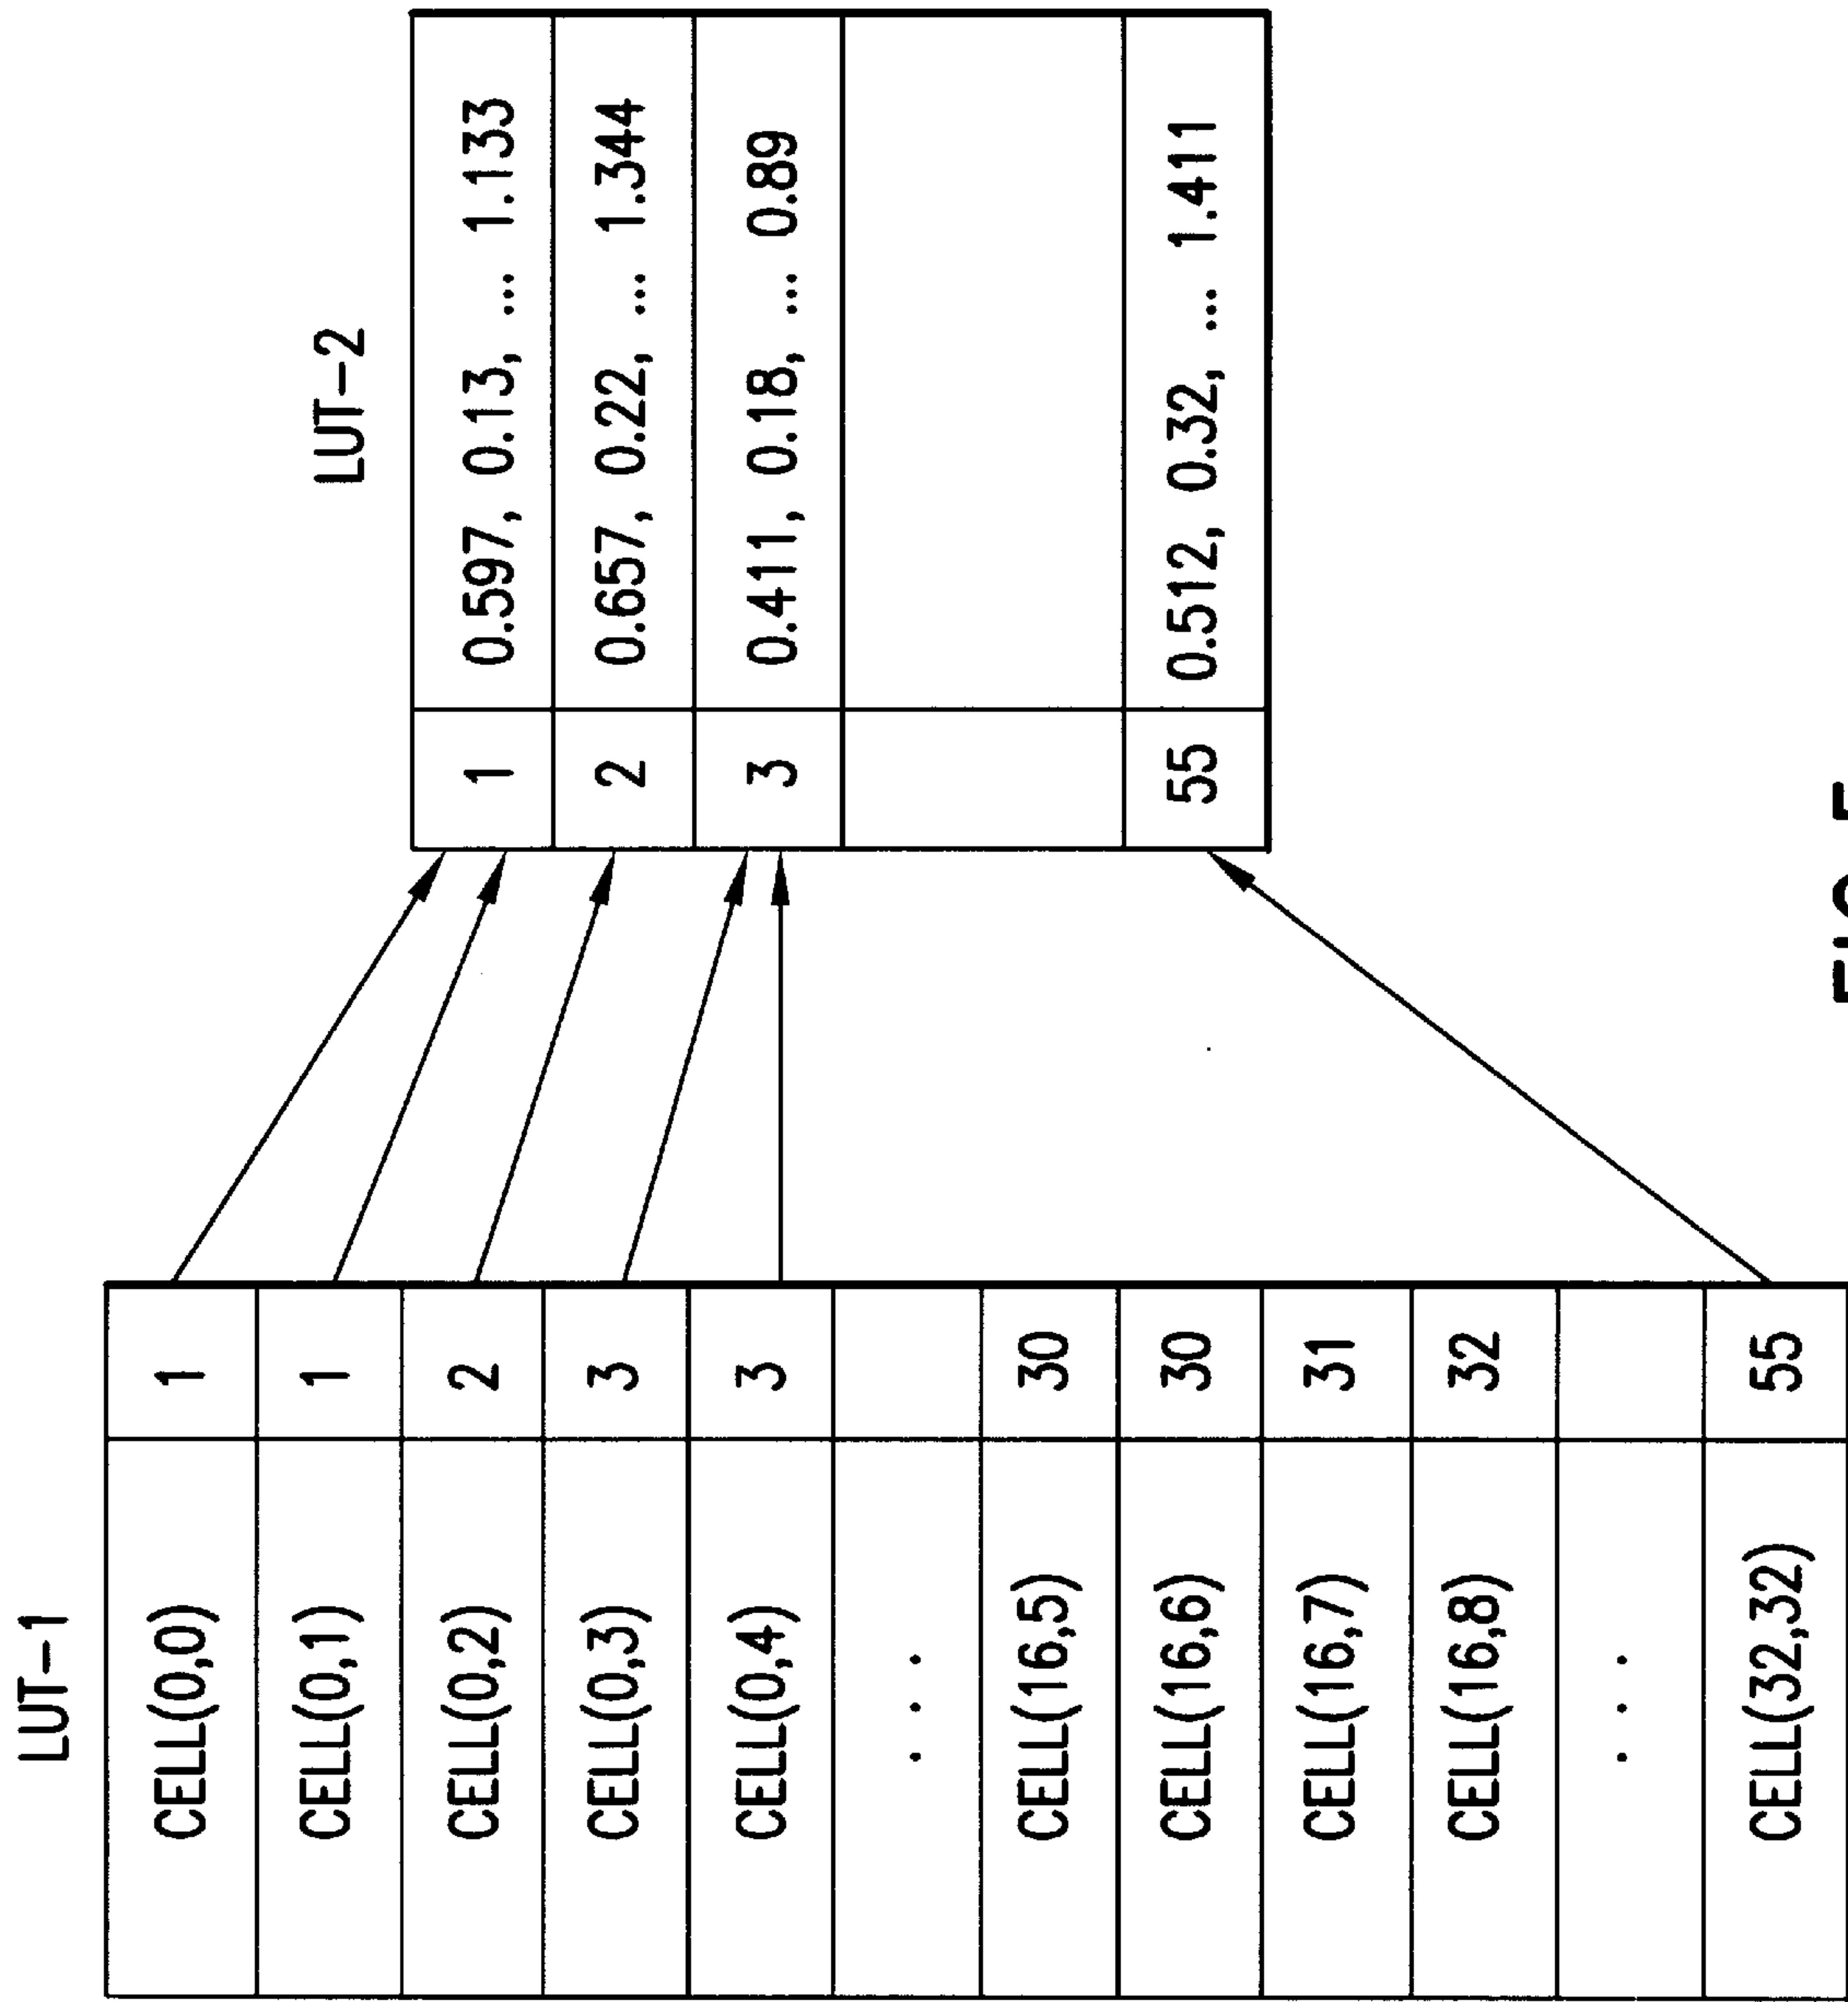 LUT-1
CELL(0,0) 1
CELL(0,1) 1
CELL(0,2) 2
CELL(0,3) 3
CELL(0,4) 3
. . .
CELL(16,5) 30
CELL(16,6) 30
CELL(16,7) 31
CELL(16,8) 32
. . .
CELL(32,32) 55
LUT-2
1 0.597, 0.13, ... 1.133
2 0.657, 0.22, ... 1.344
3 0.411, 0.18, ... 0.89
55 0.512, 0.32, ... 1.411